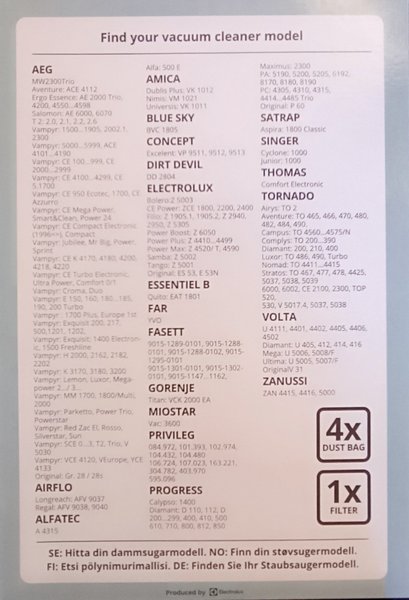 Find your vacuum cleaner model
AEG
MW2300Trio
Aventure: ACE 4112
Ergo Essence: AE 2000 Trio,
4200, 4550...4598
Salomon: AE 6000, 6070
T 2: 2.0, 2.1, 2.2, 2.6
Vampyr: 1500...1905, 2002.1,
2300
Vampyr: 5000...5999, ACE
4101...4190
Vampyr: CE 100...999, CE
2000...2999
Vampyr: CE 4100...4299, CE
5.1700
Vampyr: CE 950 Ecotec, 1700, CE
Azzurro
Vampyr: CE Mega Power,
Smart&Clean, Power 24
Vampyr: CE Compact Electronic
(1996=»), Compact
Vampyr: Jubilee, Mr Big, Power,
Sprint
Vampyr: CE K 4170, 4180, 4200,
4218, 4220
Vampyr: CE Turbo Electronic,
Ultra Power, Comfort 0/1
Vampyr: Croma, Duo
Vampyr: E 150, 160, 180...185,
190, 200 Turbo
Vampyr: : 1700 Plus, Europe 1st
Vampyr: Exquisit 200, 217,
500,1201, 1202,
Vampyr: Exquisit: 1400 Electron-
ic, 1500 Freshline
Vampyr: H 2000, 2162, 2182,
2202
Vampyr: K 3170, 3180, 3200
Vampyr: Lemon, Luxor, Mega-
power 2.../ 3...
Vampyr: MM 1700, 1800/Multi,
2000
Vampyr: Parketto, Power Trio,
Powerstar
Vampyr: Red Zac El. Rosso,
Silverstar, Sun
Vampyr: SCE 0...3, T2, Trio, V
5030
Vampyr: VCE 4120, VEurope, YCE
4133
Original: Gr. 28 / 28s
AIRFLO
Longreach: AFV 9037
Regal: AFV 9038, 9040
ALFATEC
A 4315
Alfa: 500 E
AMICA
Dublis Plus: VK 1012
Nimis: VM 1021
Universis: VK 1011
BLUE SKY
BVC 1805
CONCEPT
Excelent: VP 9511, 9512, 9513
DIRT DEVIL
DD 2804
ELECTROLUX
Bolero: Z 5003
CE Power: ZCE 1800, 2200, 2400
Filio: Z 1905.1, 1905.2, Z 2940,
2950, Z 5305
Power Boost: Z 6050
Power Plus: Z 4410...4499
Power Max: Z 4520/ T, 4590
Samba: Z 5002
Tango: Z 5001
Original: ES 53, E 53N
ESSENTIEL B
Quito: EAT 1801
FAR
YVO
FASETT
9015-1289-0101, 9015-1288-
0101, 9015-1288-0102, 9015-
1295-0101
9015-1301-0101, 9015-1302-
0101, 9015-1147...1162,
GORENJE
Titan: VCK 2000 EA
MIOSTAR
Vac: 3600
PRIVILEG
084.972, 101.393, 102.974,
104.432, 104.480
106.724, 107.023, 163.221,
304.782, 403.970
595.096
PROGRESS
Calypso: 1400
Diamant: D 110, 112, D
200...299, 400, 410, 500
610, 710, 800, 812, 850
Maximus: 2300
PA: 5190, 5200, 5205, 6192,
8170, 8180, 8190
PC: 4305, 4310, 4315,
4414...4485 Trio
Original: P 60
SATRAP
Aspira: 1800 Classic
SINGER
Cyclone: 1000
Junior: 1000
THOMAS
Comfort Electronic
TORNADO
Airys: TO 2
Aventure: TO 465, 466, 470, 480,
482, 484, 490,
Campus: TO 4560...4575/N
Complys: TO 200...390
Diamant: 200, 210, 400
Luxor: TO 486, 490, Turbo
Nomad: TO 4411...4415
Stratos: TO 467, 477, 478, 4425,
5037, 5038, 5039
6000, 6002, CE 2100, 2300, TOP
520,
530, V 5017.4, 5037, 5038
VOLTA
U 4111, 4401, 4402, 4405, 4406,
4502
Diamant: U 405, 412, 414, 416
Mega: U 5006, 5008/F
Ultima: U 5005, 5007/F
OriginalV 31
ZANUSSI
ZAN 4415, 4416, 5000
4x
DUST BAG
1x
FILTER
SE: Hitta din dammsugarmodell. NO: Finn din støvsugermodell.
FI: Etsi pölynimurimallisi. DE: Finden Sie Ihr Staubsaugermodell.
Produced by Electrolux